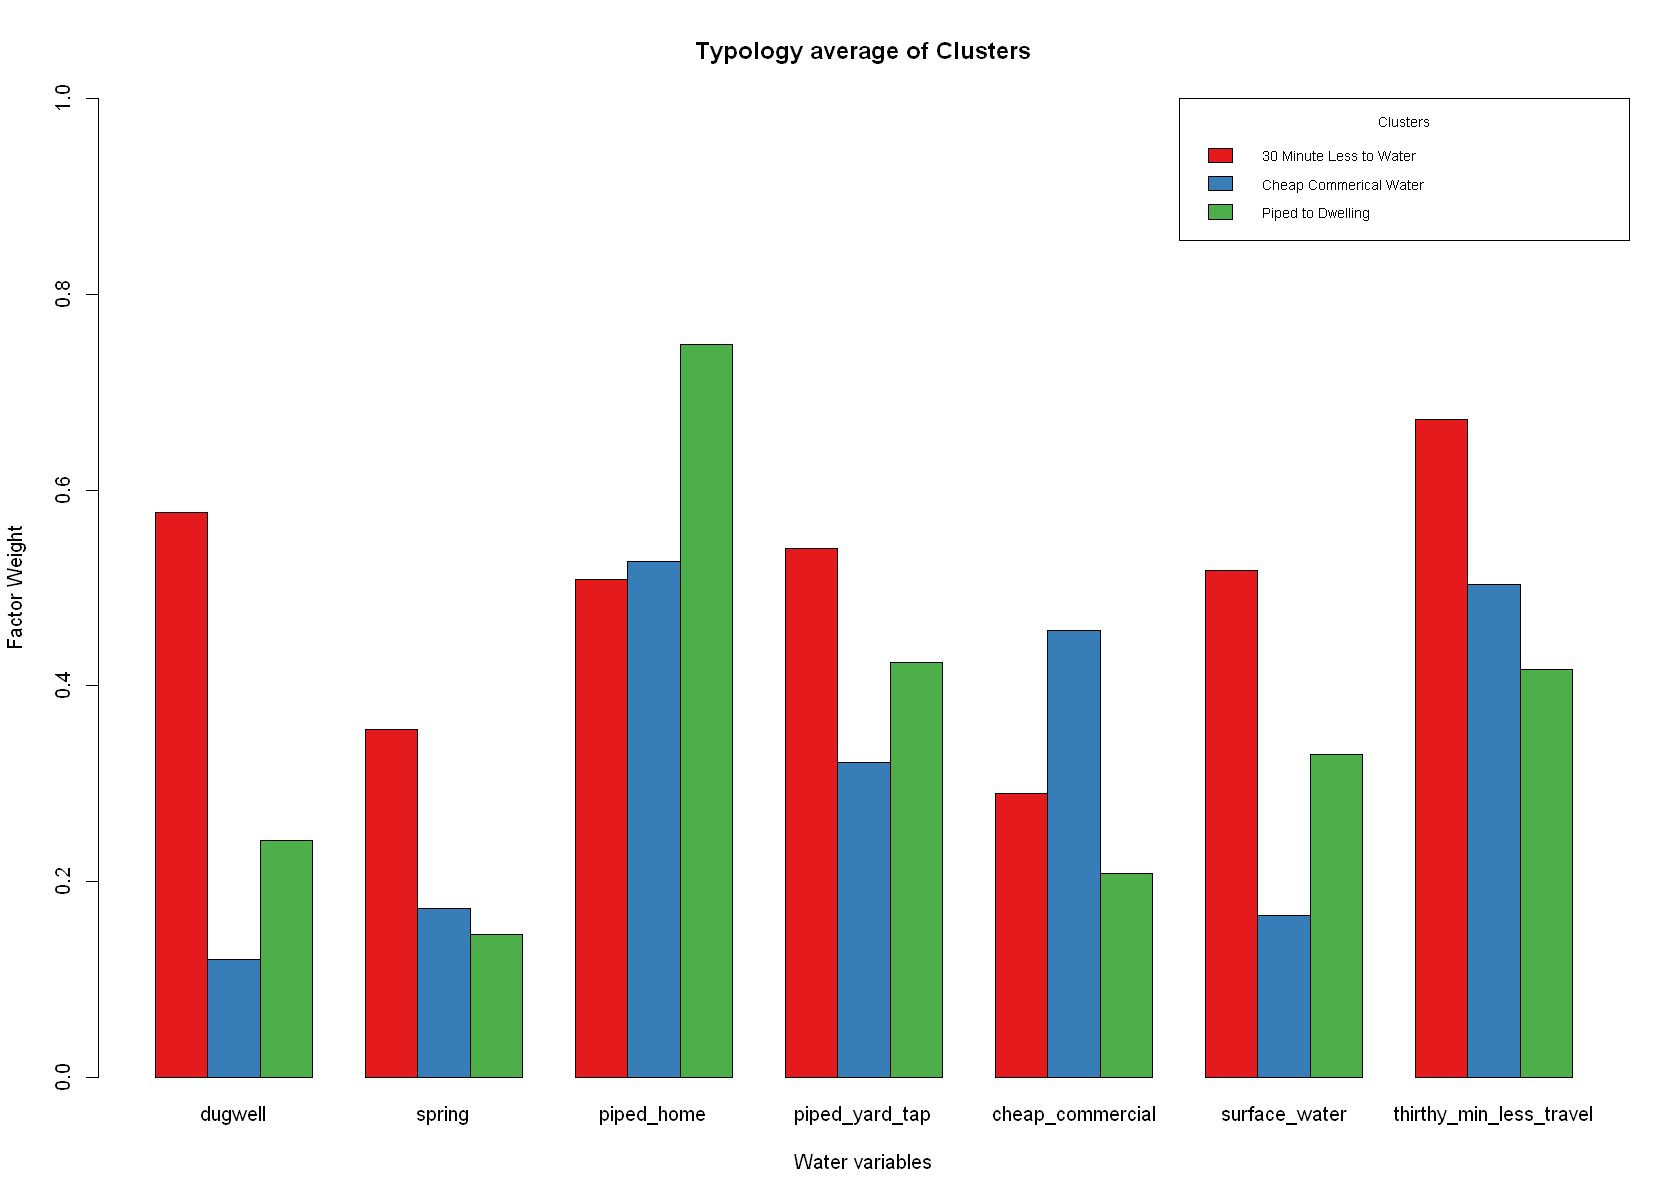 Typology average of Clusters
Clusters
30 Minute Less to Water
Cheap Commerical Water
Piped to Dwelling
Factor Weight
1.0
0.8
0.6
0.4
0.2
0.0
dugwell spring piped_home piped_yard_tap cheap_commercial surface_water thirthy_min_less_travel
Water variables